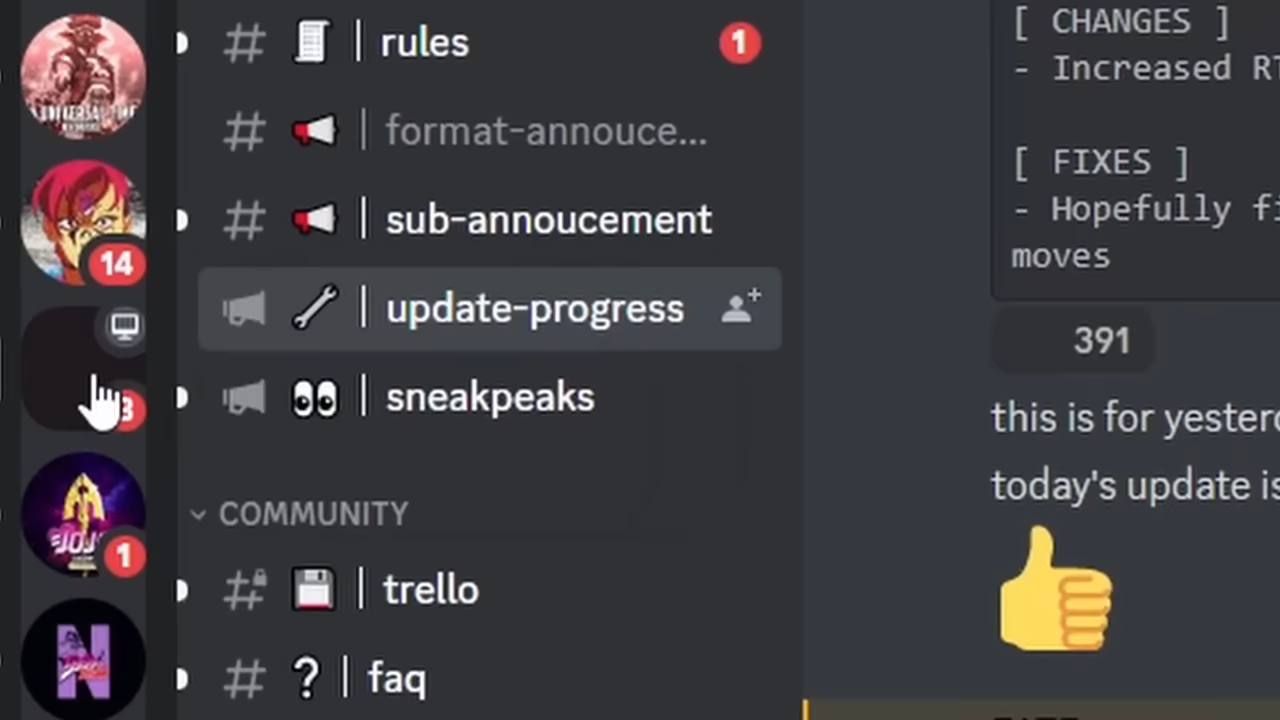 rules
1
format-annouce...
sub-annoucement
update-progress
sneakpeaks
COMMUNITY
trello
faq
14
3
1
N
[ CHANGES ]
- Increased
[ FIXES ]
- Hopefully
moves
391
this is for
today's update is